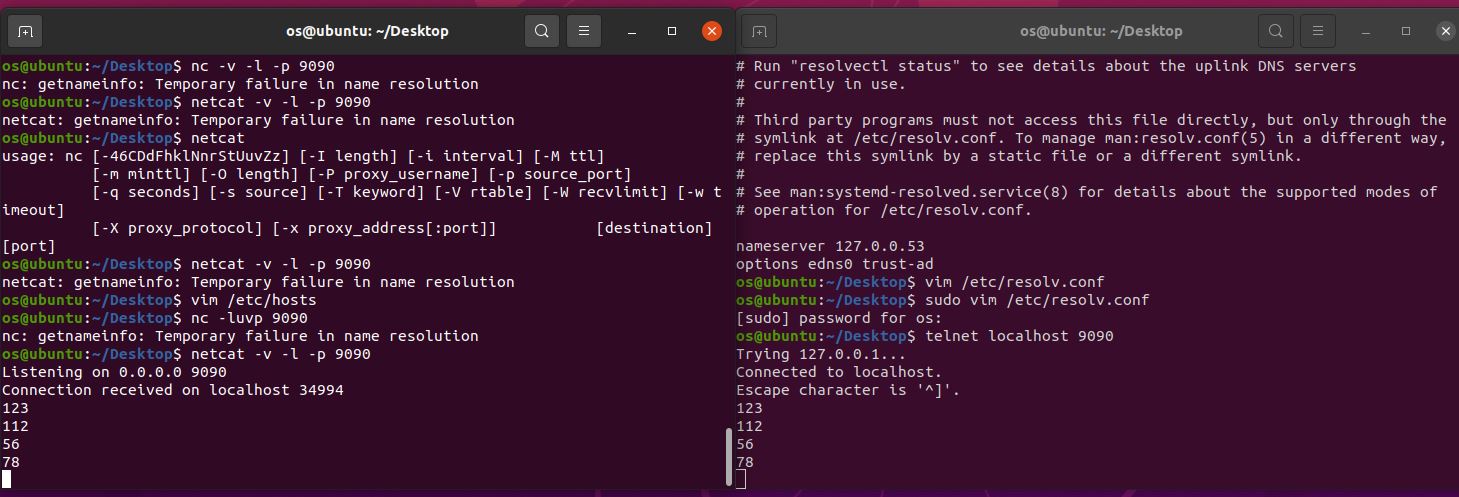 os@ubuntu: ~/Desktop
os@ubuntu:~/Desktop$ nc -v -l -p 9090
nc: getnameinfo: Temporary failure in name resolution
os@ubuntu:~/Desktop$ netcat -v -l -p 9090
netcat: getnameinfo: Temporary failure in name resolution
os@ubuntu:~/Desktop$ netcat
usage: nc [-46CDdFhklNnrStUuvZz] [-I length] [-i interval] [-M ttl]
          [-m minttl] [-O length] [-P proxy_username] [-p source_port]
          [-q seconds] [-s source] [-T keyword] [-V rtable] [-W recvlimit] [-w t
imeout]
          [-X proxy_protocol] [-x proxy_address[:port]]           [destination]
[port]
os@ubuntu:~/Desktop$ netcat -v -l -p 9090
netcat: getnameinfo: Temporary failure in name resolution
os@ubuntu:~/Desktop$ vim /etc/hosts
os@ubuntu:~/Desktop$ nc -luvp 9090
nc: getnameinfo: Temporary failure in name resolution
os@ubuntu:~/Desktop$ netcat -v -l -p 9090
Listening on 0.0.0.0 9090
Connection received on localhost 34994
123
112
56
78
os@ubuntu: ~/Desktop
# Run "resolvectl status" to see details about the uplink DNS servers
# currently in use.
#
# Third party programs must not access this file directly, but only through the
# symlink at /etc/resolv.conf. To manage man:resolv.conf(5) in a different way,
# replace this symlink by a static file or a different symlink.
#
# See man:systemd-resolved.service(8) for details about the supported modes of
# operation for /etc/resolv.conf.

nameserver 127.0.0.53
options edns0 trust-ad
os@ubuntu:~/Desktop$ vim /etc/resolv.conf
os@ubuntu:~/Desktop$ sudo vim /etc/resolv.conf
[sudo] password for os:
os@ubuntu:~/Desktop$ telnet localhost 9090
Trying 127.0.0.1...
Connected to localhost.
Escape character is '^]'.
123
112
56
78